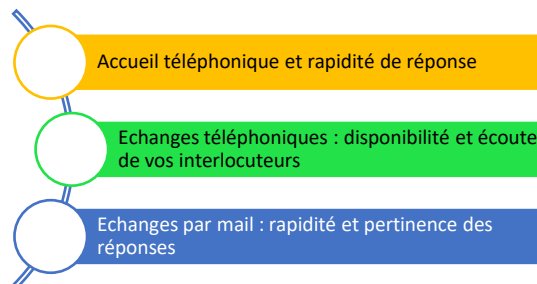 Accueil téléphonique et rapidité de réponse
Echanges téléphoniques : disponibilité et écoute
de vos interlocuteurs
Echanges par mail : rapidité et pertinence des
réponses